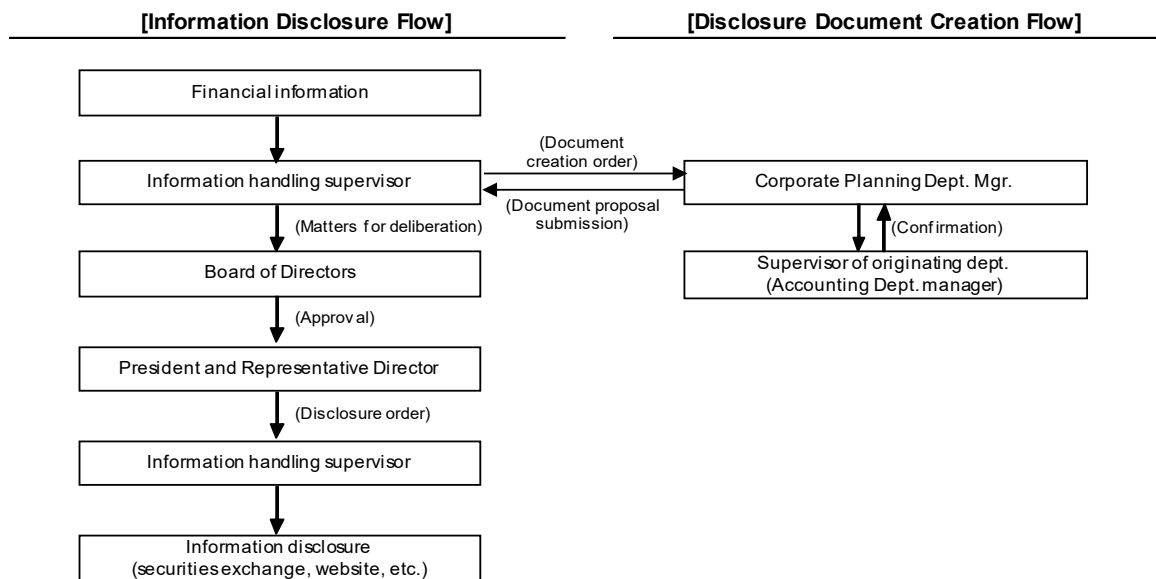 [Information Disclosure Flow]
[Disclosure Document Creation Flow]
Financial information
Information handling supervisor
(Document
creation order)
(Document proposal
submission)
Corporate Planning Dept. Mgr.
(Matters for deliberation)
(Confirmation)
Board of Directors
Supervisor of originating dept.
(Accounting Dept. manager)
(Approval)
President and Representative Director
(Disclosure order)
Information handling supervisor
Information disclosure
(securities exchange, website, etc.)